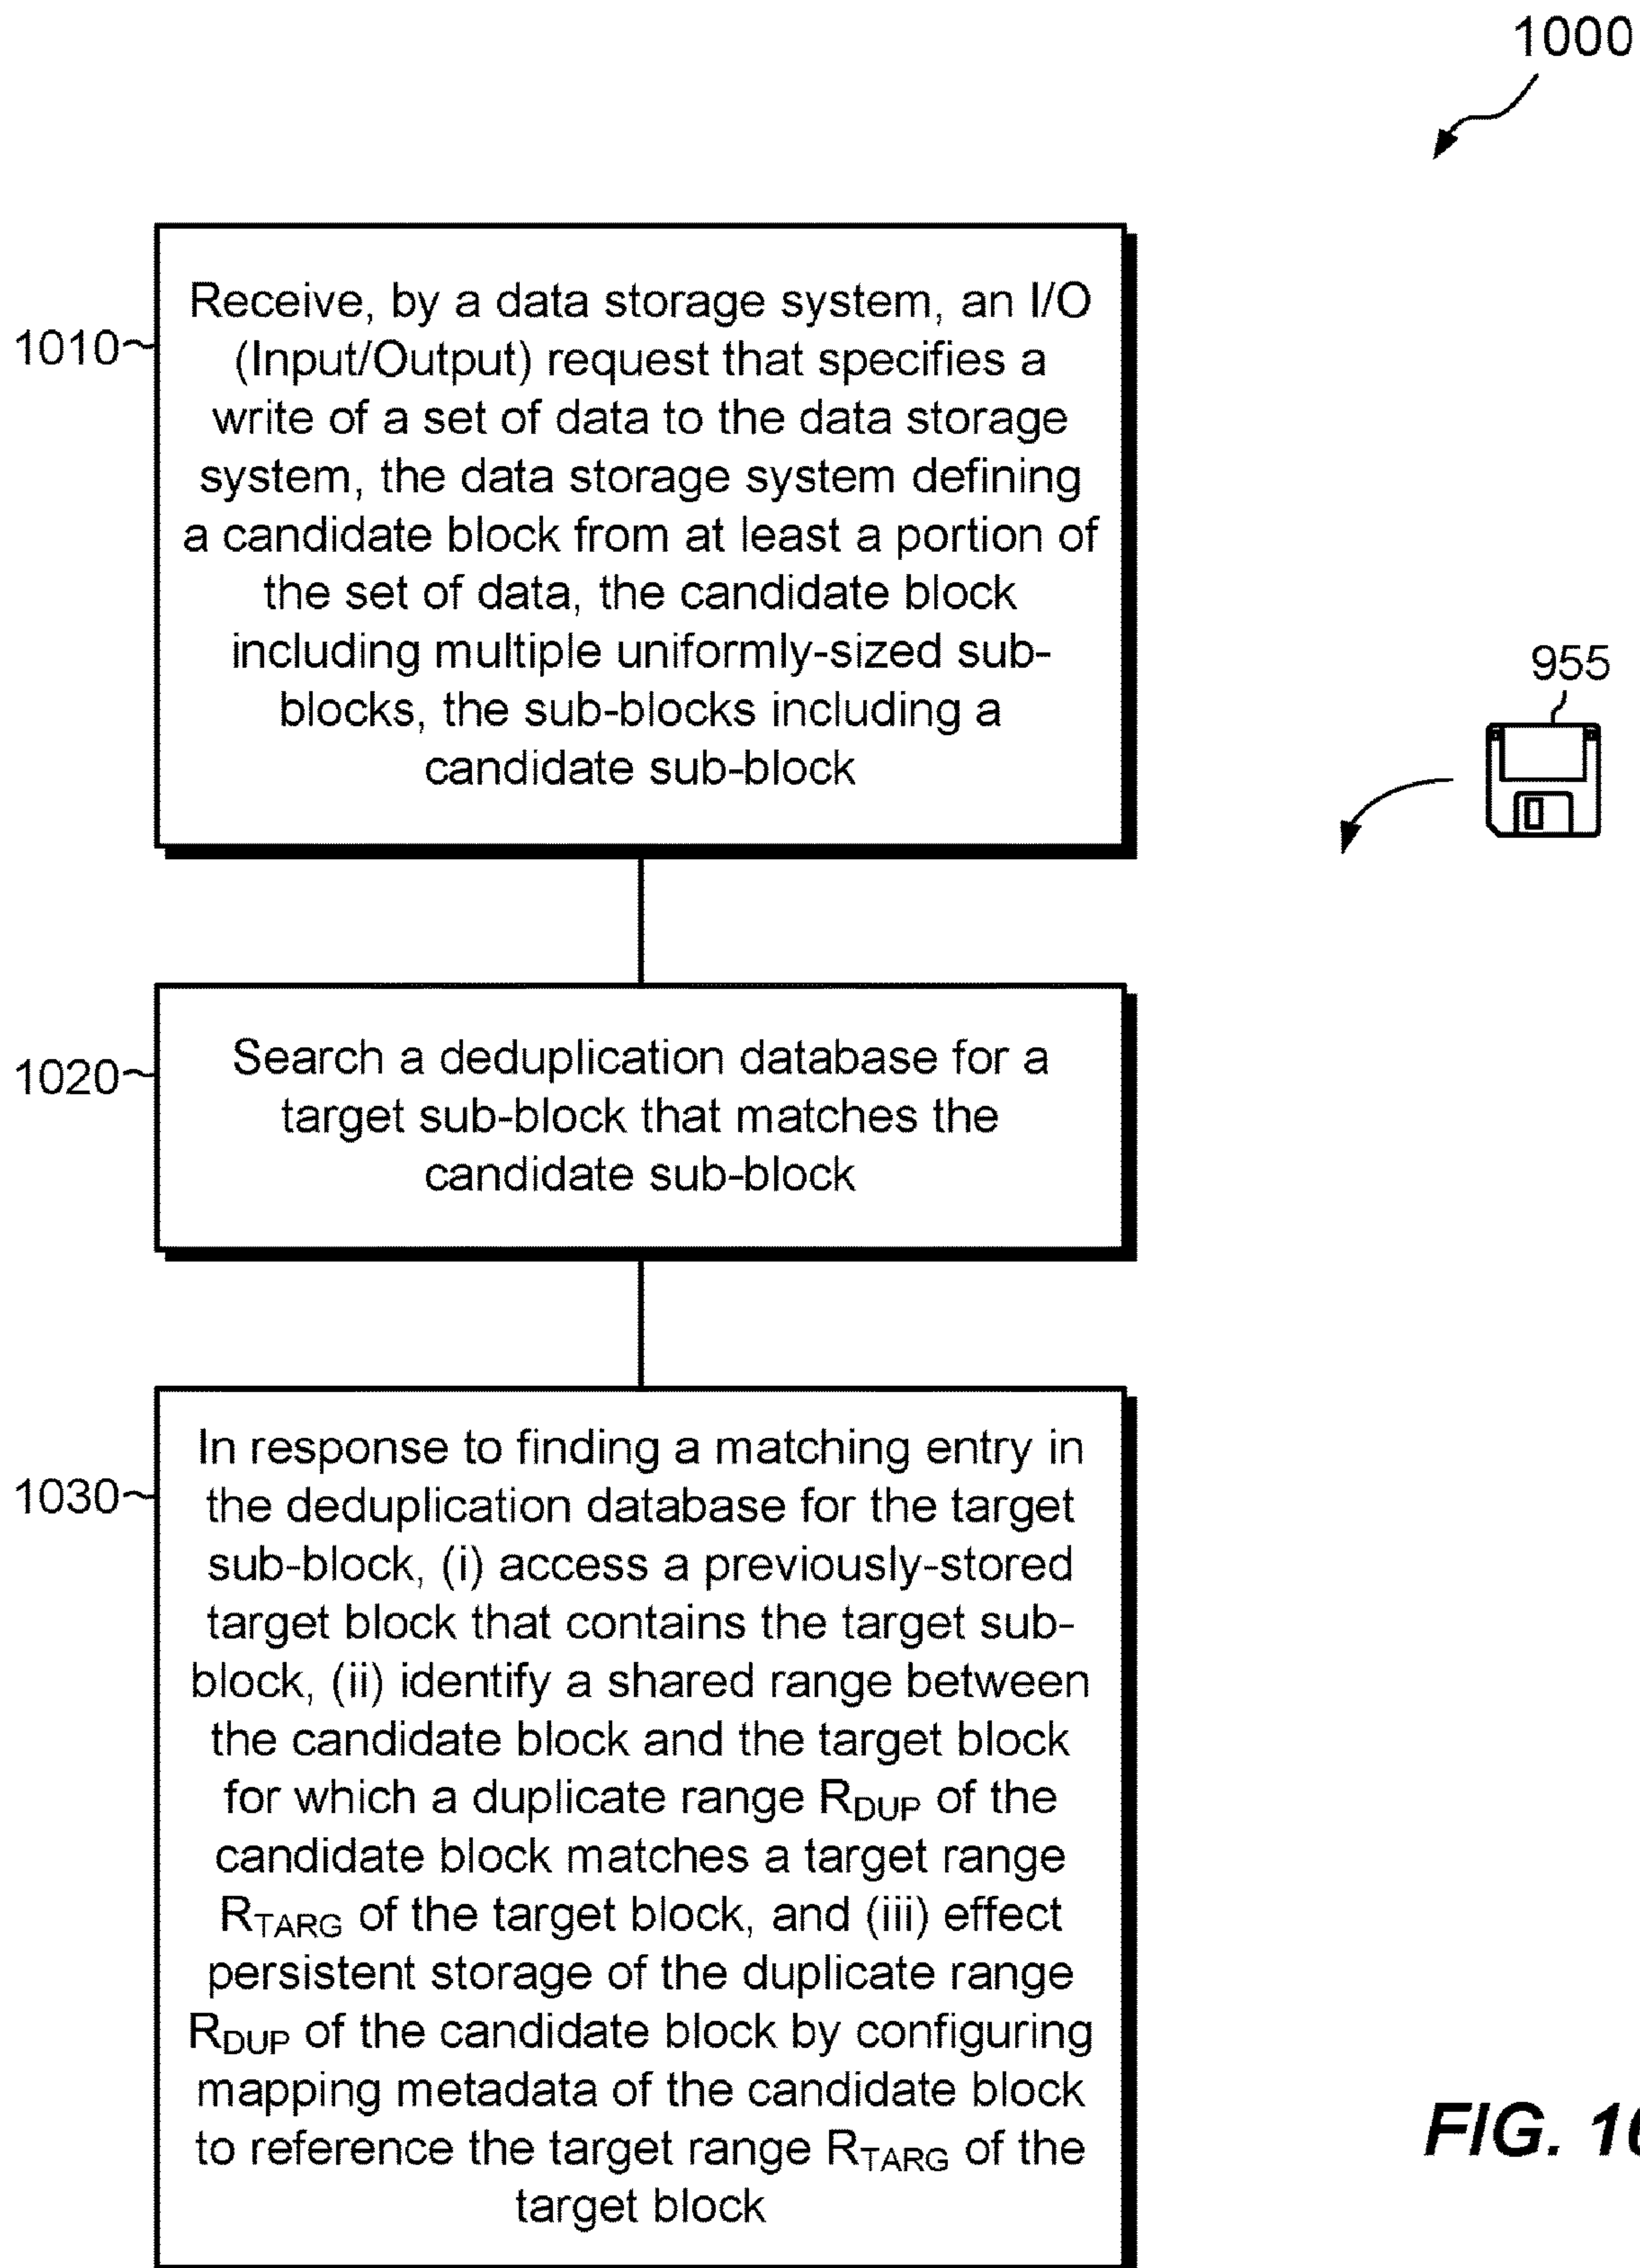 1000
1010
Receive, by a data storage system, an I/O
(Input/Output) request that specifies a
write of a set of data to the data storage
system, the data storage system defining
a candidate block from at least a portion of
the set of data, the candidate block
including multiple uniformly-sized sub-
blocks, the sub-blocks including a
candidate sub-block
955
1020
Search a deduplication database for a
target sub-block that matches the
candidate sub-block
1030
In response to finding a matching entry in
the deduplication database for the target
sub-block, (i) access a previously-stored
target block that contains the target sub-
block, (ii) identify a shared range between
the candidate block and the target block
for which a duplicate range RDUP of the
candidate block matches a target range
RTARG of the target block, and (iii) effect
persistent storage of the duplicate range
RDUP of the candidate block by configuring
mapping metadata of the candidate block
to reference the target range RTARG of the
target block
FIG. 16